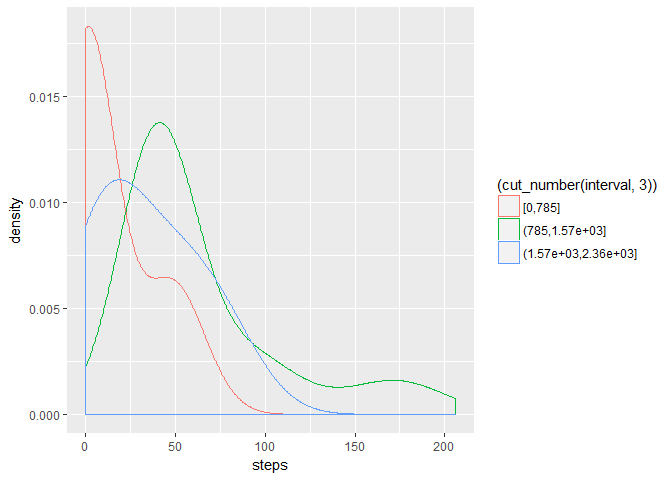 0.015
0.010
0.005
0.000
density
0
50
100
150
200
steps
(cut_number(interval, 3))
[0,785]
(785,1.57e+03]
(1.57e+03,2.36e+03]